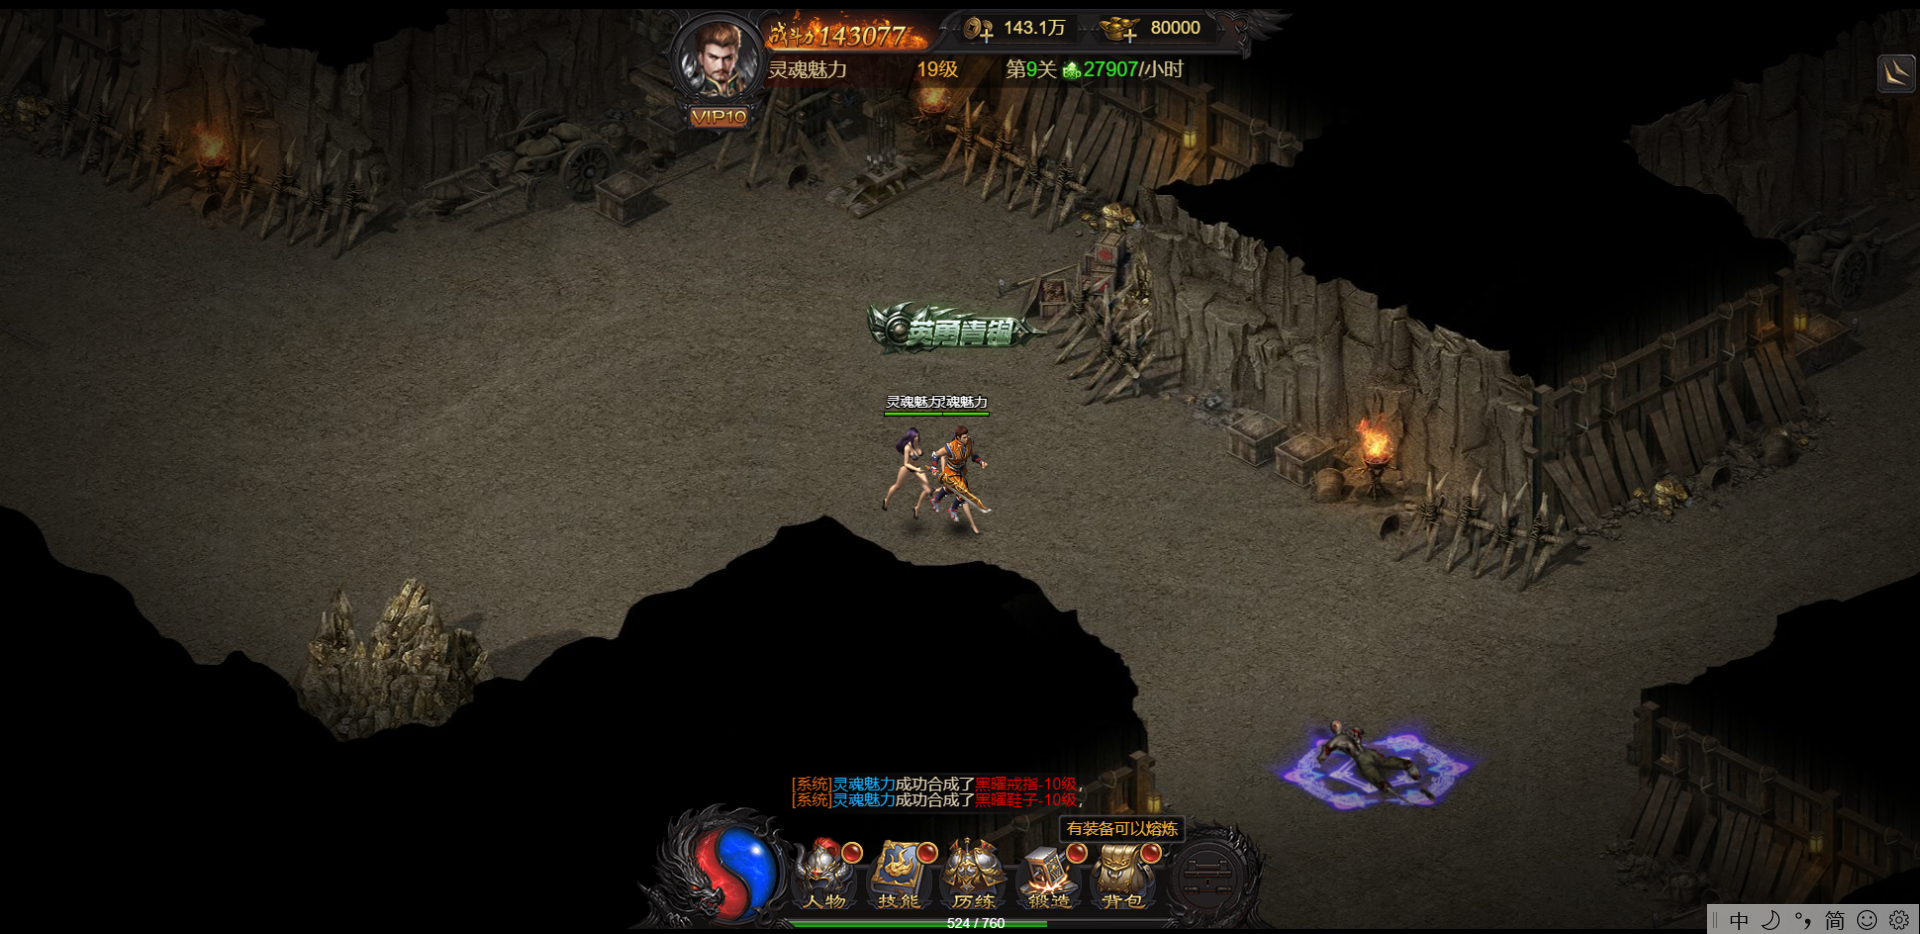 战斗力143077
143.1万
80000
灵魂魅力
19级
第9关 Exp 27907/小时
VIP10
英勇青铜
灵魂魅力灵魂魅力
[系统]灵魂魅力成功合成了黑曜戒指-10级,
[系统]灵魂魅力成功合成了黑曜鞋子-10级,
有装备可以熔炼
人物
技能
历练
锻造
背包
524 / 760
中 简